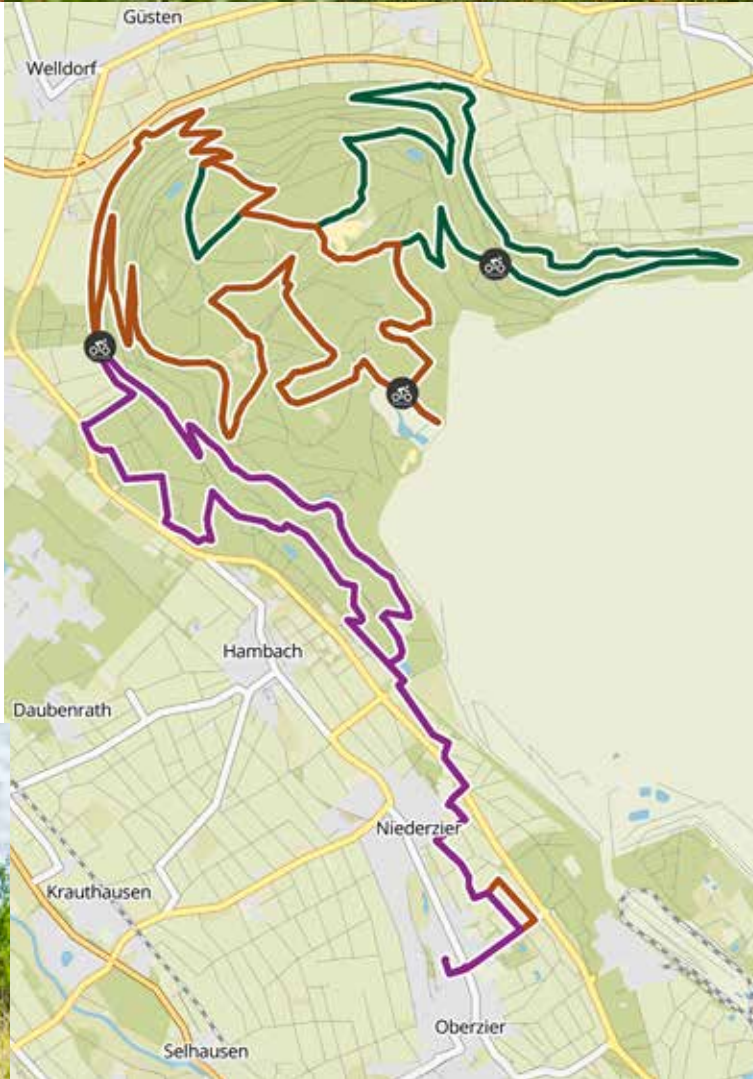 Güsten
Welldorf
Hambach
Daubenrath
Niederzier
Krauthausen
Oberzier
Selhausen